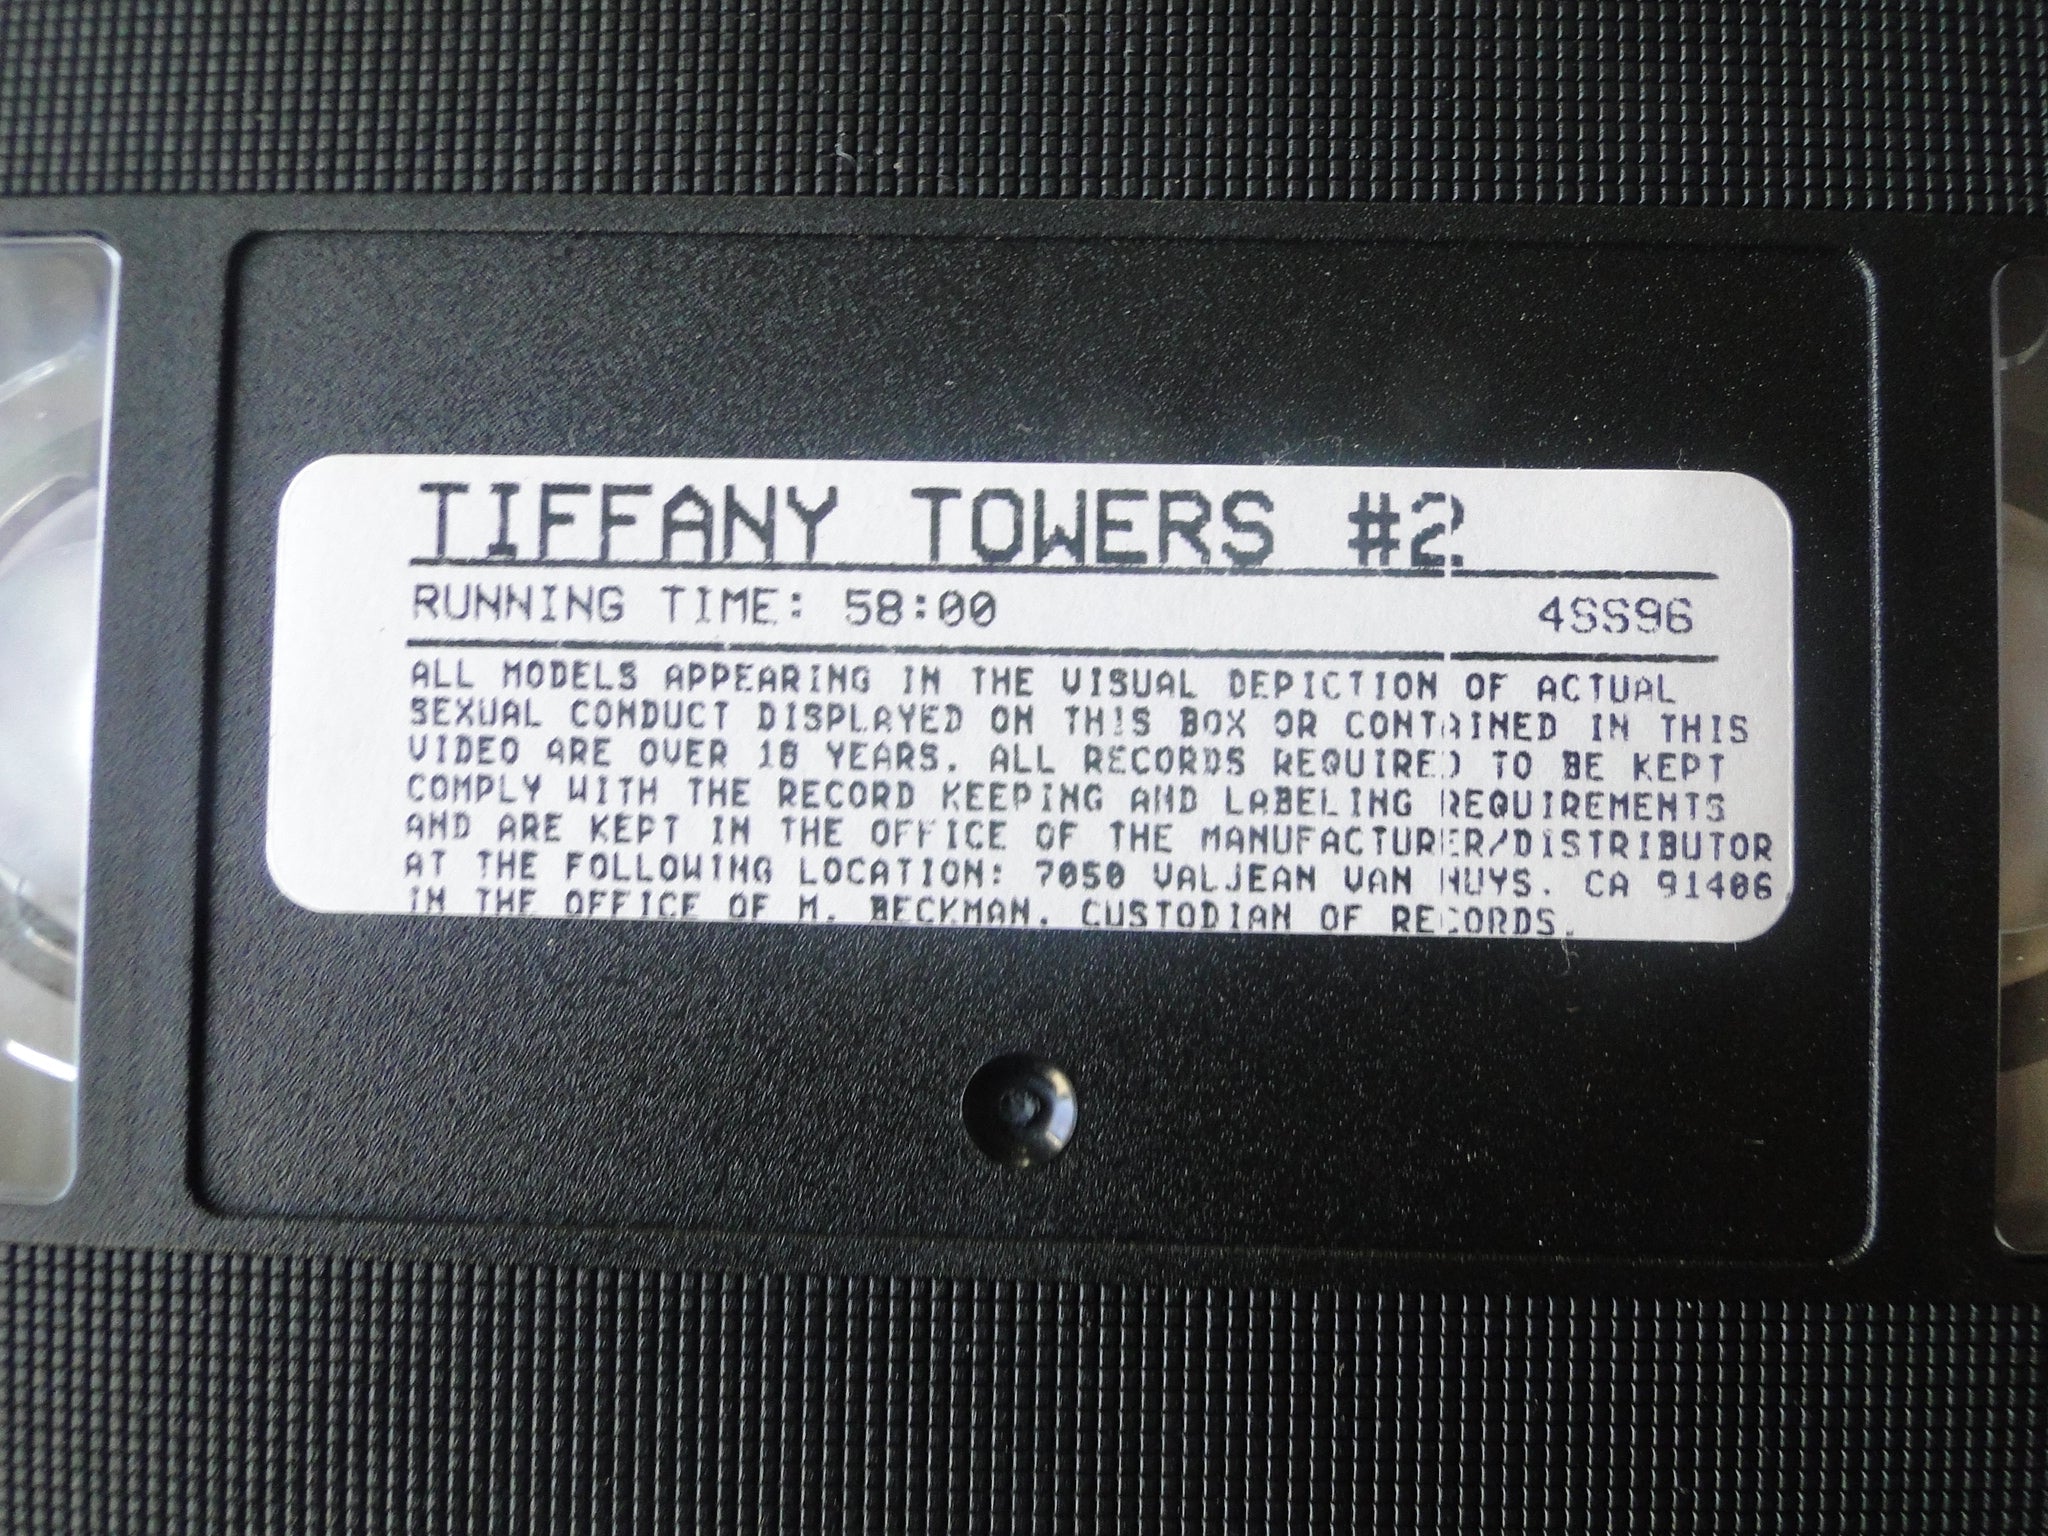 TIFFANY TOWERS #2
RUNNING TIME: 58:00 4SS96
ALL MODELS APPEARING IN THE VISUAL DEPICTION OF ACTUAL
SEXUAL CONDUCT DISPLAYED ON THIS BOX OR CONTAINED IN THIS
VIDEO ARE OVER 18 YEARS. ALL RECORDS REQUIRED TO BE KEPT
COMPLY WITH THE RECORD KEEPING AND LABELING REQUIREMENTS
AND ARE KEPT IN THE OFFICE OF THE MANUFACTURER/DISTRIBUTOR
AT THE FOLLOWING LOCATION: 7050 VALJEAN VAN NUYS. CA 91406
IN THE OFFICE OF M. BECKMAN. CUSTODIAN OF RECORDS.